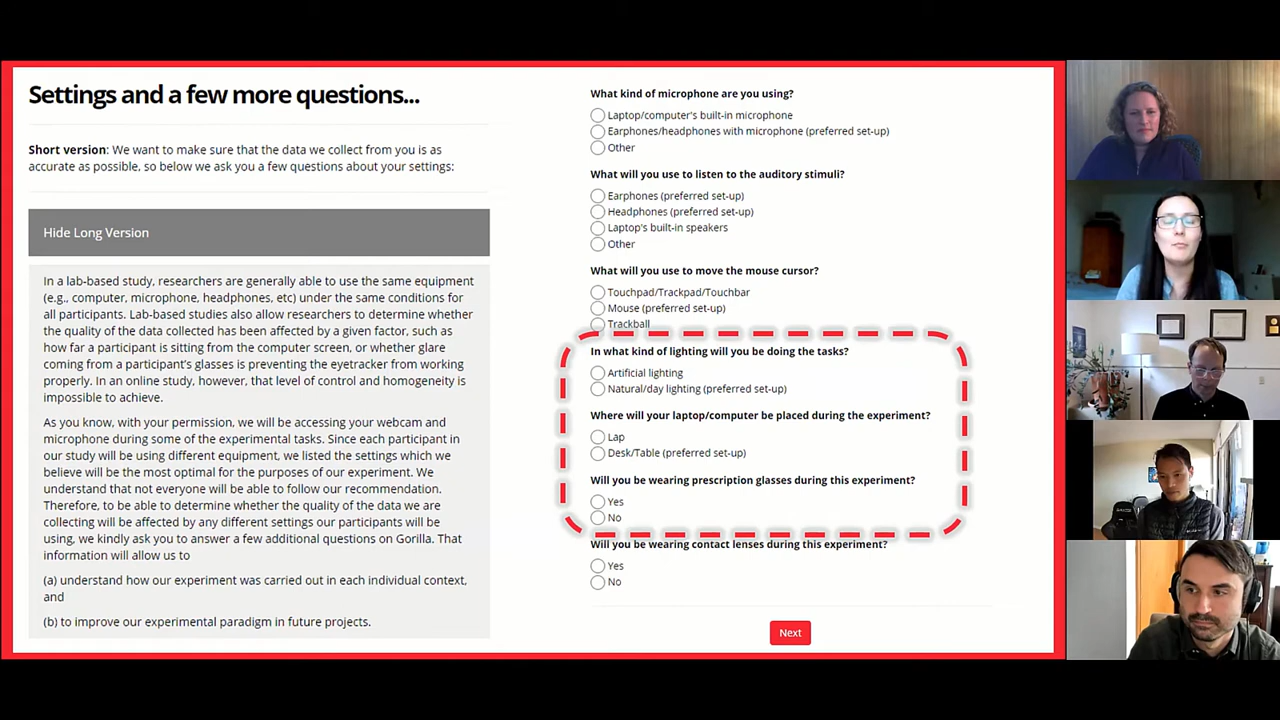 Settings and a few more questions...
Short version: We want to make sure that the data we collect from you is as
accurate as possible, so below we ask you a few questions about your settings:
Hide Long Version
In a lab-based study, researchers are generally able to use the same equipment
(e.g., computer, microphone, headphones, etc) under the same conditions for
all participants. Lab-based studies also allow researchers to determine whether
the quality of the data collected has been affected by a given factor, such as
how far a participant is sitting from the computer screen, or whether glare
coming from a participant's glasses is preventing the eyetracker from working
properly. In an online study, however, that level of control and homogeneity is
impossible to achieve.
As you know, with your permission, we will be accessing your webcam and
microphone during some of the experimental tasks. Since each participant in
our study will be using different equipment, we listed the settings which we
believe will be the most optimal for the purposes of our experiment. We
understand that not everyone will be able to follow our recommendation.
Therefore, to be able to determine whether the quality of the data we are
collecting will be affected by any different settings our participants will be
using, we kindly ask you to answer a few additional questions on Gorilla. That
information will allow us to
(a) understand how our experiment was carried out in each individual context,
and
(b) to improve our experimental paradigm in future projects.
What kind of microphone are you using?
Laptop/computer's built-in microphone
Earphones/headphones with microphone (preferred set-up)
Other
What will you use to listen to the auditory stimuli?
Earphones (preferred set-up)
Headphones (preferred set-up)
Laptop's built-in speakers
Other
What will you use to move the mouse cursor?
Touchpad/Trackpad/Touchbar
Mouse (preferred set-up)
Trackball
In what kind of lighting will you be doing the tasks?
Artificial lighting
Natural/day lighting (preferred set-up)
Where will your laptop/computer be placed during the experiment?
Lap
Desk/Table (preferred set-up)
Will you be wearing prescription glasses during this experiment?
Yes
No
Will you be wearing contact lenses during this experiment?
Yes
No
Next